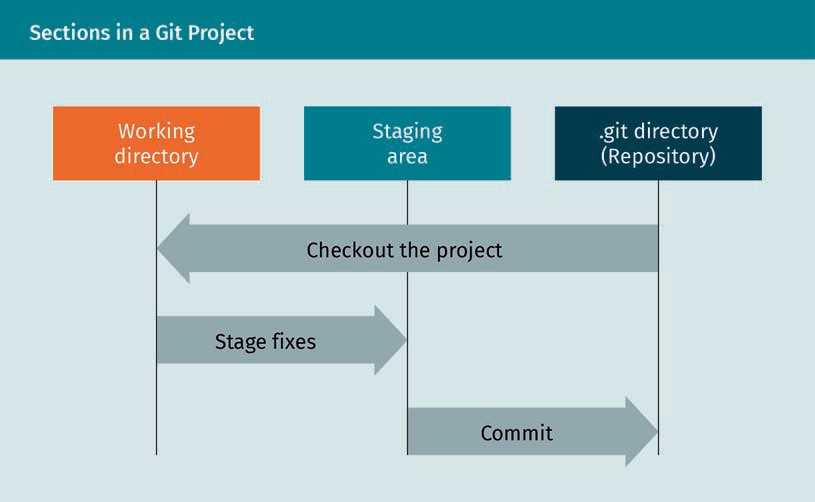 Sections in a Git Project
Working
directory
Staging
area
.git directory
(Repository)
Checkout the project
Stage fixes
Commit